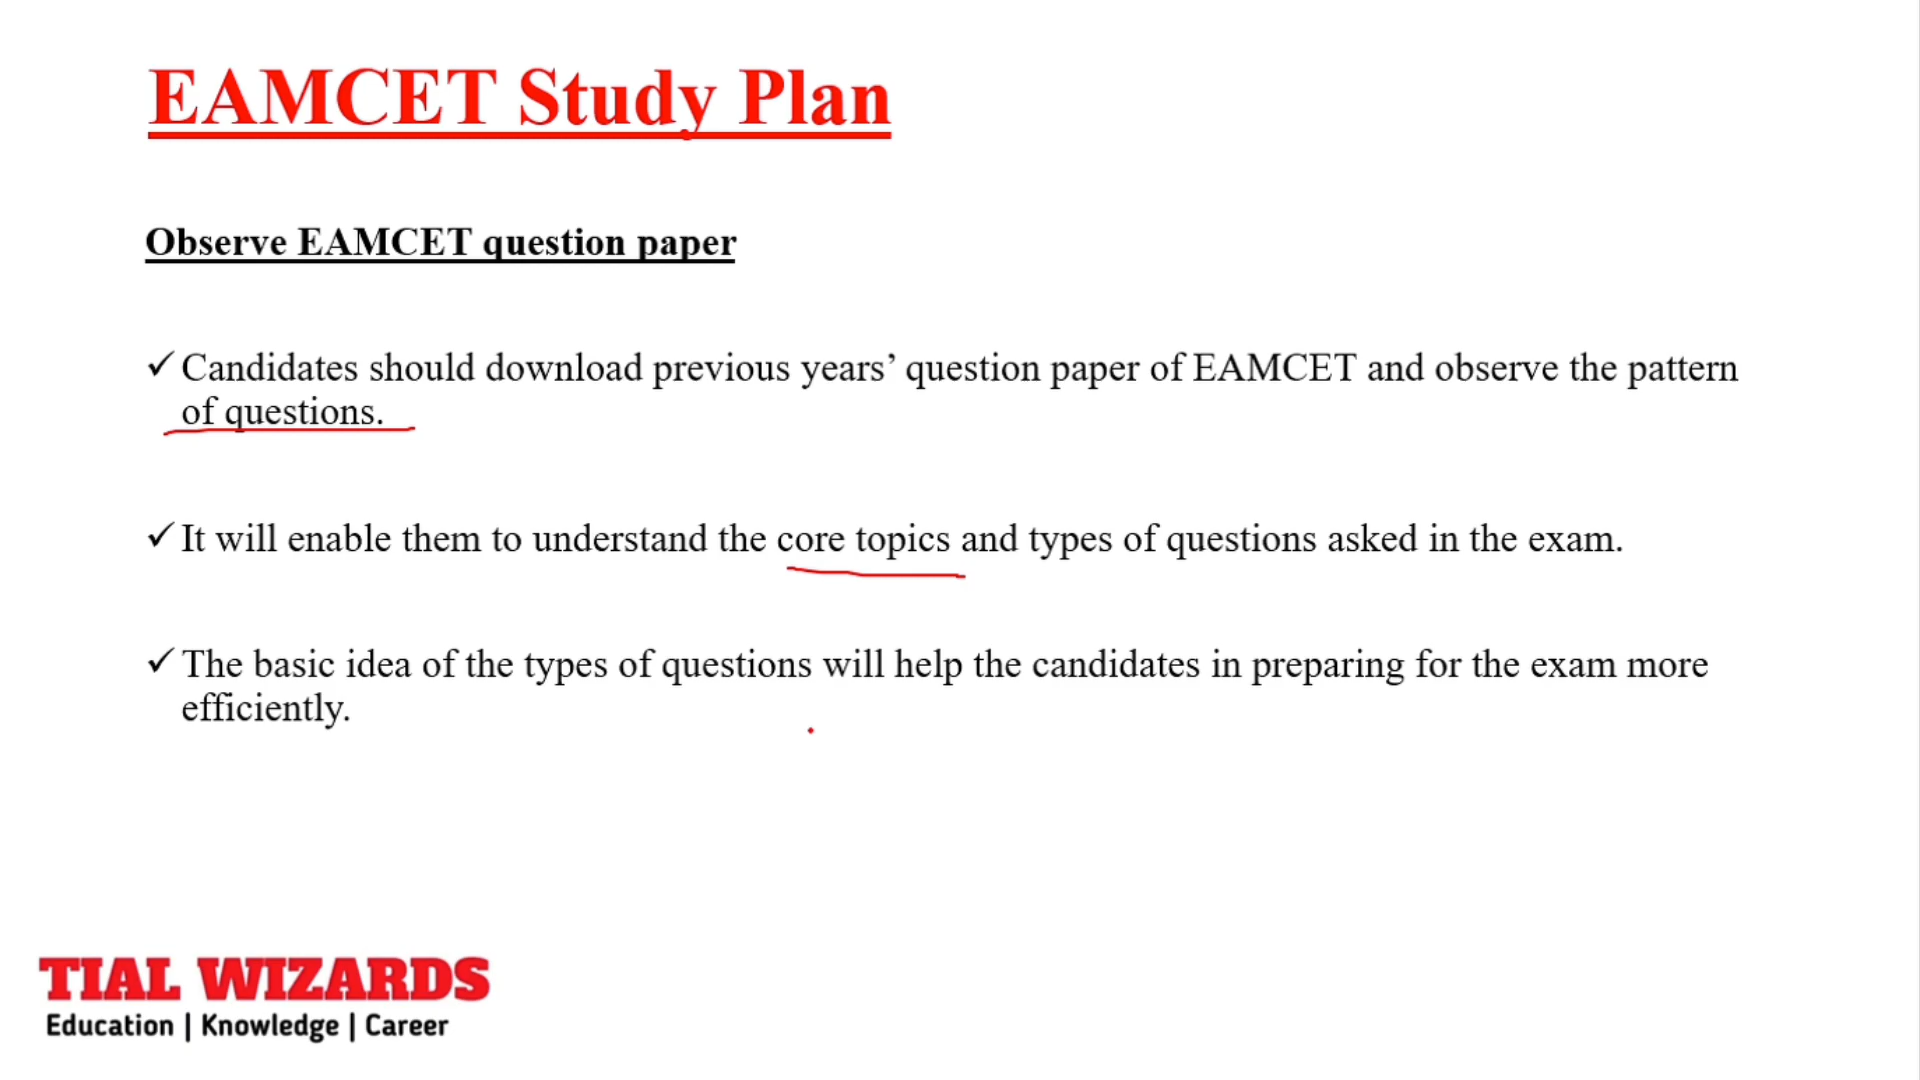 EAMCET Study Plan
Observe EAMCET question paper
✓ Candidates should download previous years’ question paper of EAMCET and observe the pattern
of questions.
✓ It will enable them to understand the core topics and types of questions asked in the exam.
✓ The basic idea of the types of questions will help the candidates in preparing for the exam more
efficiently.
TIAL WIZARDS
Education | Knowledge | Career